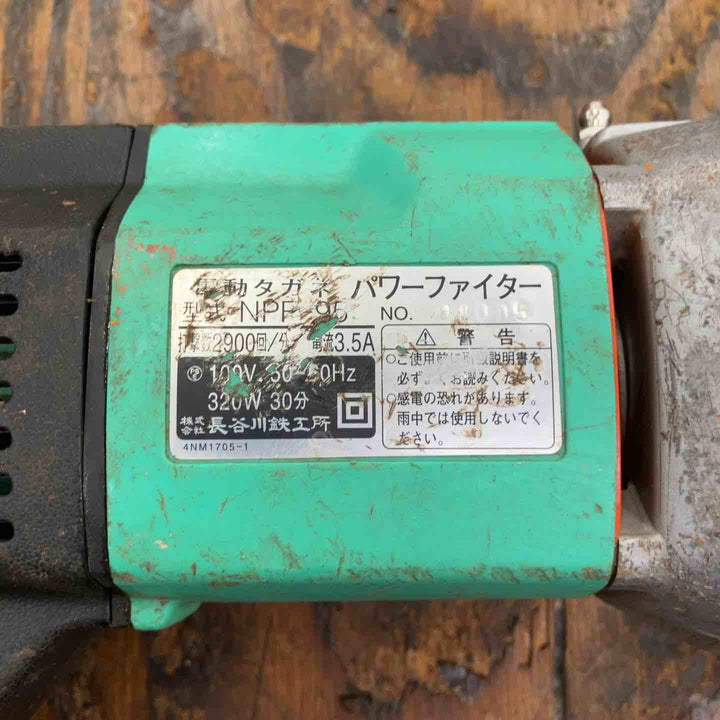 電動タガネ パワーファイター
型式 NPF-95 NO.
打撃数2900回/分 電流3.5A
100V 30-60Hz
320W 30分
株式会社 長谷川鉄工所
4NM1705-1
⚠ 警告
○ご使用前に取扱説明書を
必ず、お読みください。
○感電の恐れがあります。
雨中では使用しないでく
ださい。